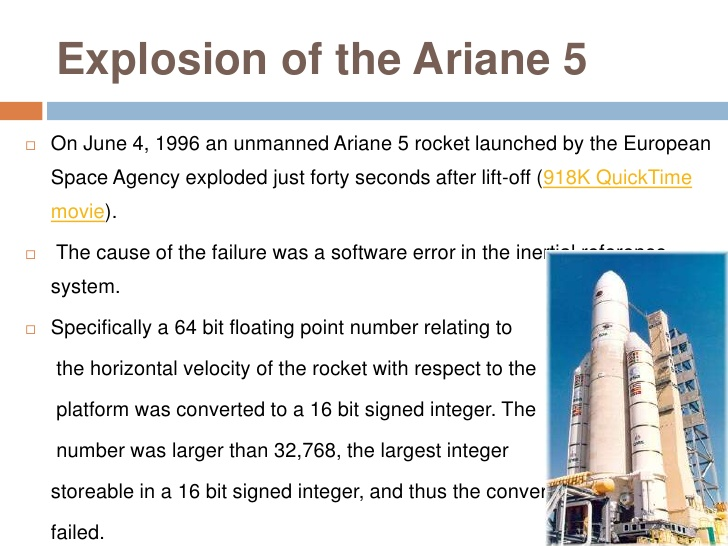 Explosion of the Ariane 5
On June 4, 1996 an unmanned Ariane 5 rocket launched by the European
Space Agency exploded just forty seconds after lift-off (918K QuickTime
movie).
The cause of the failure was a software error in the inertial reference
system.
Specifically a 64 bit floating point number relating to
the horizontal velocity of the rocket with respect to the
platform was converted to a 16 bit signed integer. The
number was larger than 32,768, the largest integer
storeable in a 16 bit signed integer, and thus the conver
failed.